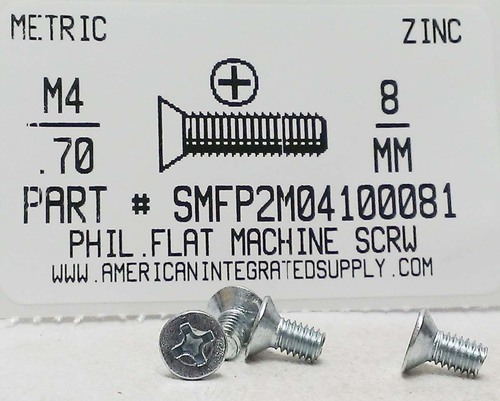 METRIC ZINC
M4 8
.70 MM
PART # SMFP2M04100081
PHIL.FLAT MACHINE SCRW
WWW.AMERICANINTEGRATEDSUPPLY.COM